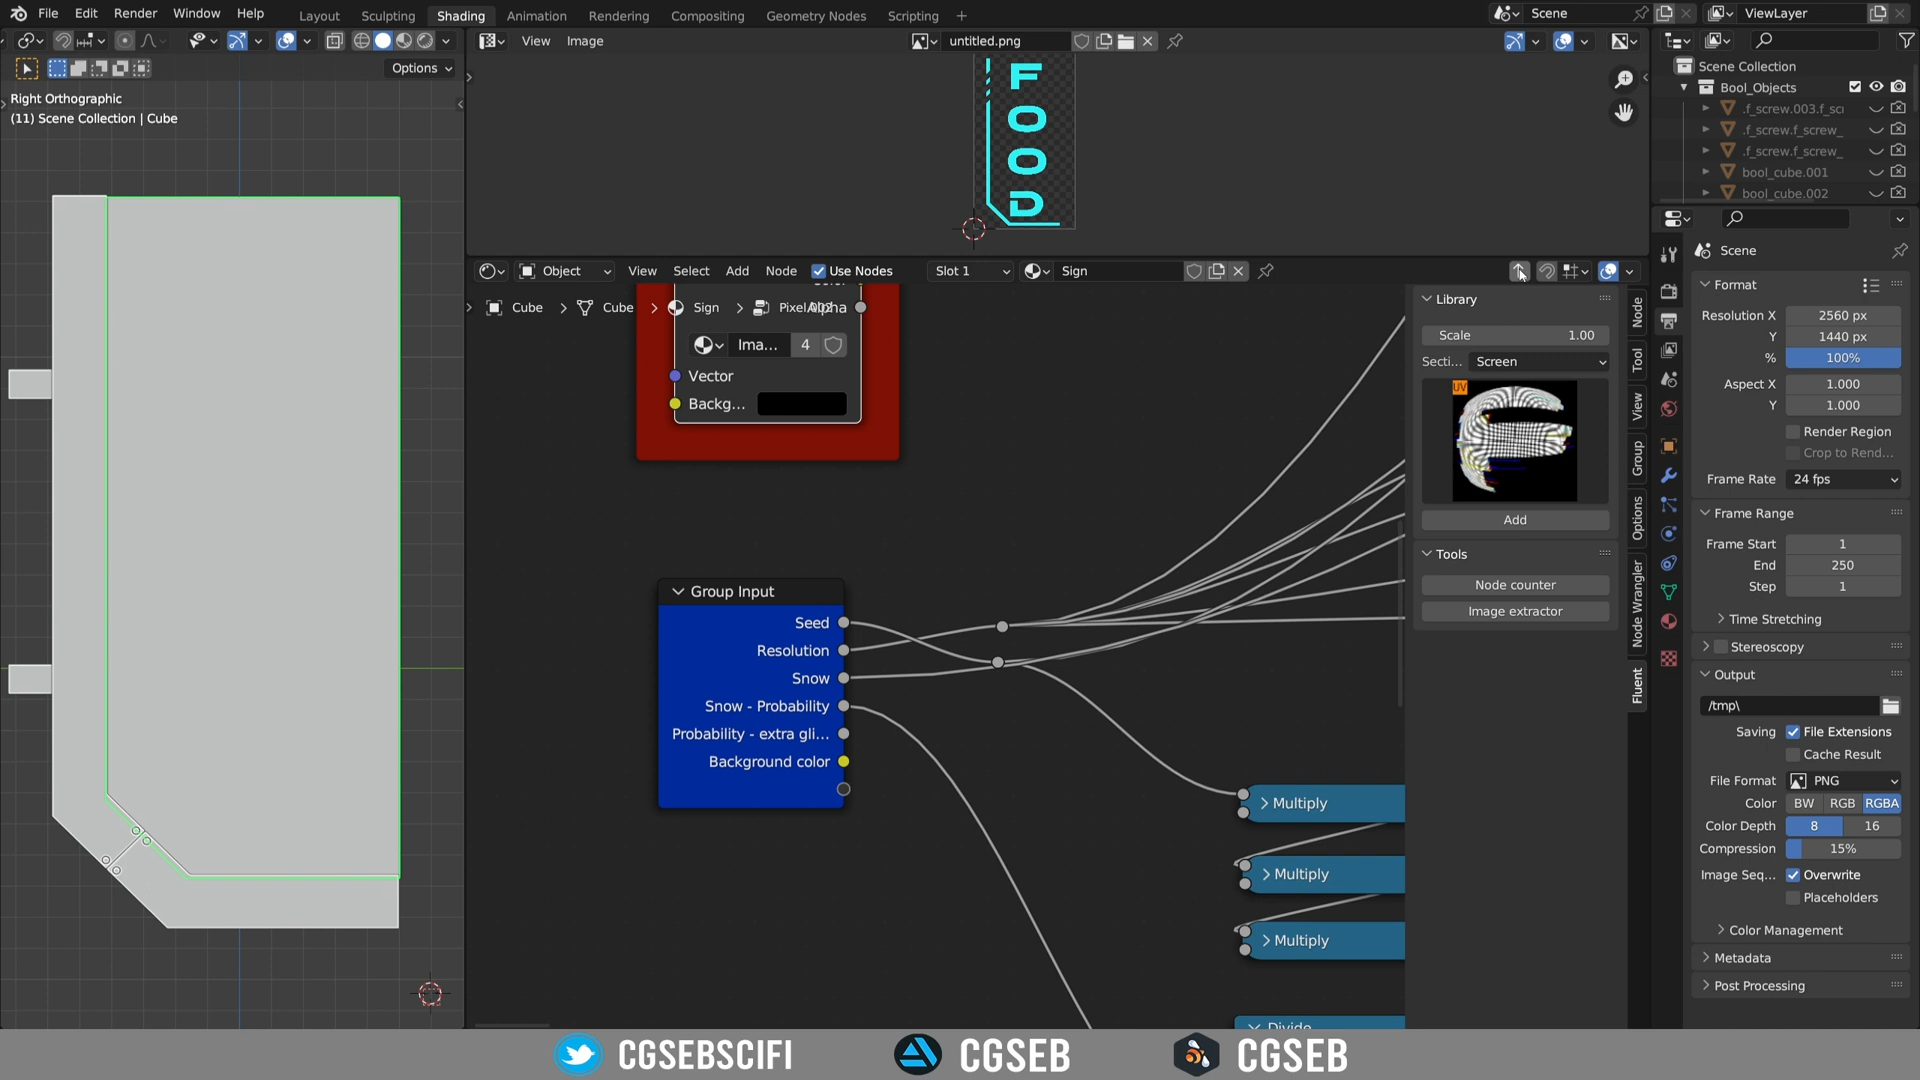 File Edit Render Window Help Layout Sculpting Shading Animation Rendering Compositing Geometry Nodes Scripting + Scene ViewLayer
View Image untitled.png
Options
Right Orthographic
(11) Scene Collection | Cube
F
O
O
D
Scene Collection
Bool_Objects
.f_screw.003.f_scr
.f_screw.f_screw_
.f_screw.f_screw_
bool_cube.001
bool_cube.002
Object View Select Add Node Use Nodes Slot 1 Sign
Cube > Cube > Sign >
Alpha
Ima... 4
Vector
Backg...
Group Input
Seed
Resolution
Snow
Snow - Probability
Probability - extra gli...
Background color
Multiply
Multiply
Multiply
Divide
Library
Scale 1.00
Secti... Screen
UV
Add
Tools
Node counter
Image extractor
Node
Tool
View
Group
Options
Node Wrangler
Fluent
Scene
Format
Resolution X 2560 px
Y 1440 px
% 100%
Aspect X 1.000
Y 1.000
Render Region
Crop to Rend...
Frame Rate 24 fps
Frame Range
Frame Start 1
End 250
Step 1
Time Stretching
Stereoscopy
Output
/tmp\
Saving File Extensions
Cache Result
File Format PNG
Color BW RGB RGBA
Color Depth 8 16
Compression 15%
Image Seq... Overwrite
Placeholders
Color Management
Metadata
Post Processing
CGSEBSCIFI CGSEB CGSEB